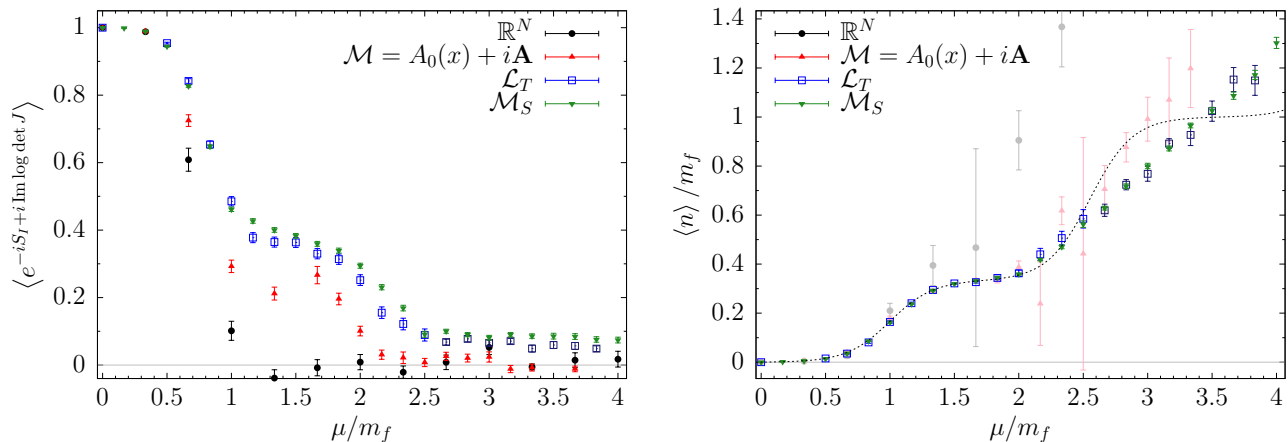 ⟨e^{-iS_I+i Im log det J}⟩
1
0.8
0.6
0.4
0.2
0
ℝ^N
ℳ = A_0(x) + i𝐀
ℒ_T
ℳ_S
0 0.5 1 1.5 2 2.5 3 3.5 4
μ/m_f
⟨n⟩/m_f
1.4
1.2
1
0.8
0.6
0.4
0.2
0
ℝ^N
ℳ = A_0(x) + i𝐀
ℒ_T
ℳ_S
0 0.5 1 1.5 2 2.5 3 3.5 4
μ/m_f